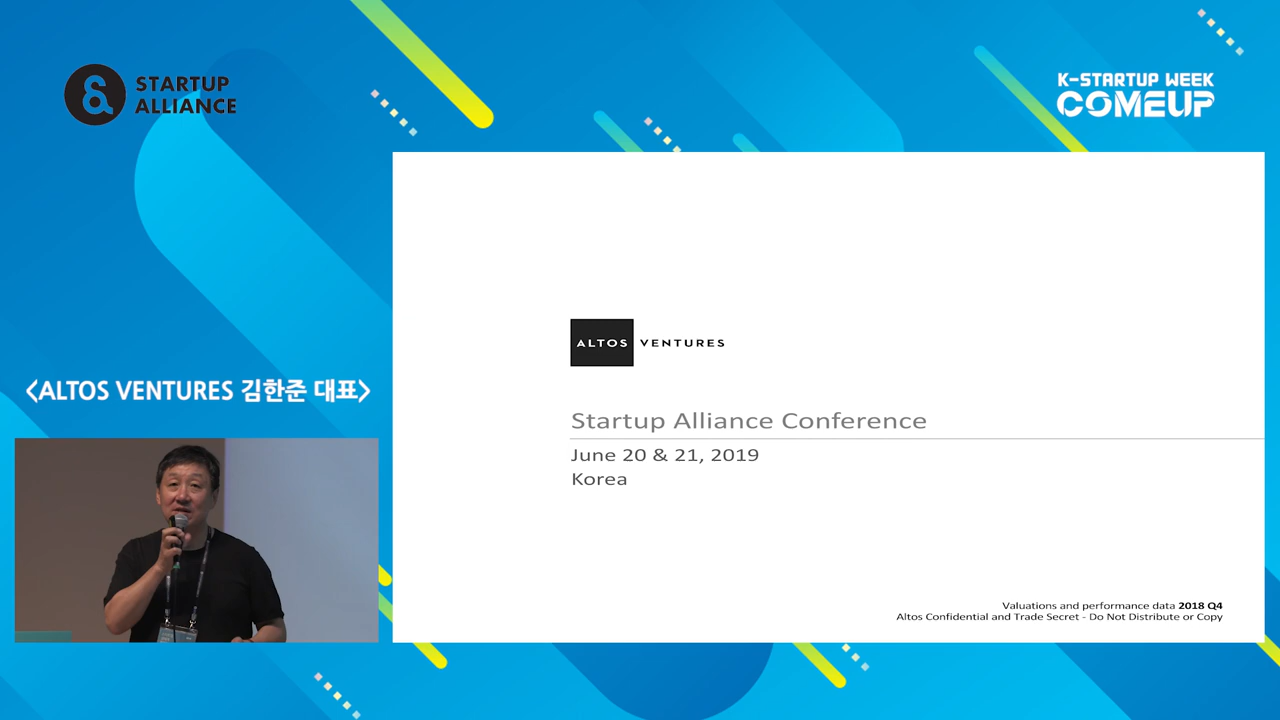 STARTUP
ALLIANCE
K-STARTUP WEEK
COMEUP
ALTOS VENTURES
Startup Alliance Conference
June 20 & 21, 2019
Korea
Valuations and performance data 2018 Q4
Altos Confidential and Trade Secret - Do Not Distribute or Copy
<ALTOS VENTURES 김한준 대표>